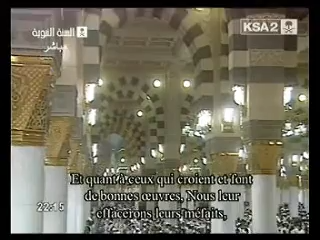 السنة النبوية
مباشر
KSA2
Et quant à ceux qui croient et font
de bonnes œuvres, Nous leur
effacerons leurs méfaits,
22:15